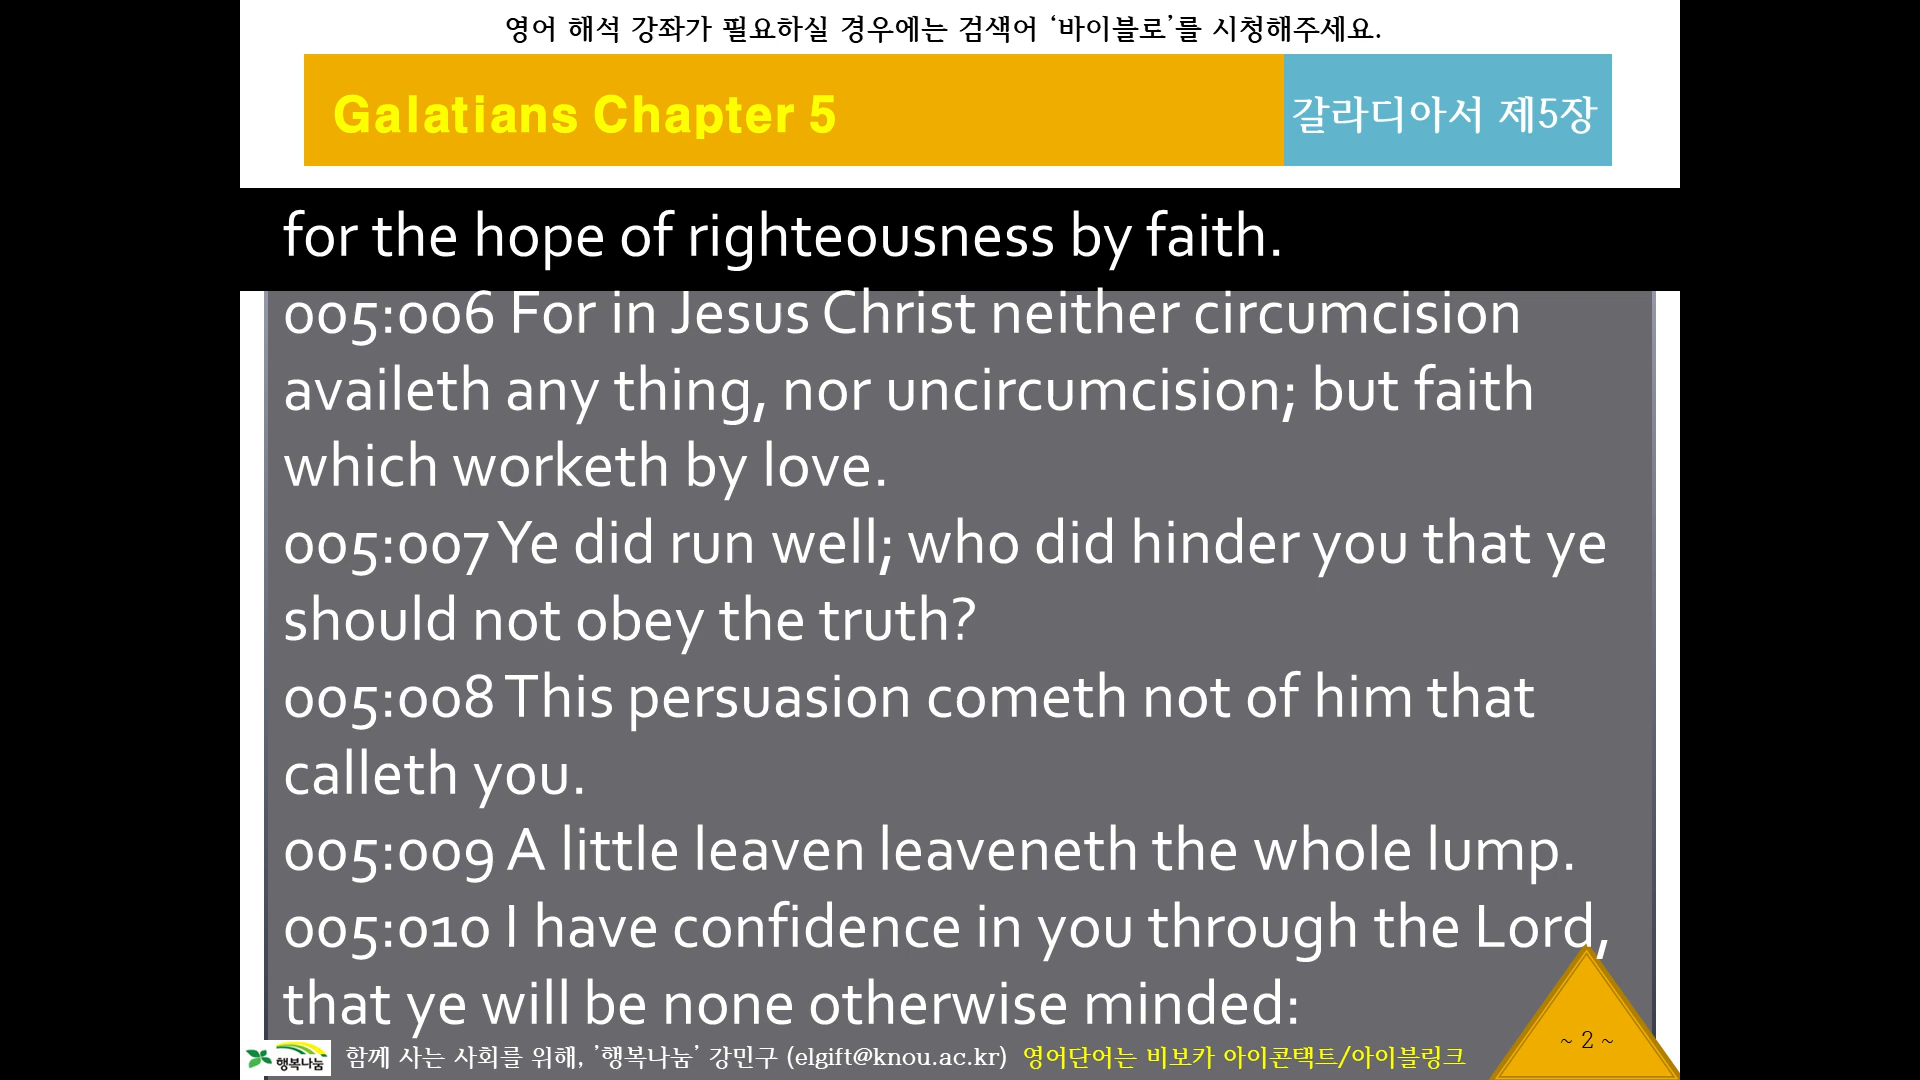 영어 해석 강좌가 필요하실 경우에는 검색어 ‘바이블로’를 시청해주세요.
Galatians Chapter 5
갈라디아서 제5장
for the hope of righteousness by faith.
005:006 For in Jesus Christ neither circumcision
availeth any thing, nor uncircumcision; but faith
which worketh by love.
005:007 Ye did run well; who did hinder you that ye
should not obey the truth?
005:008 This persuasion cometh not of him that
calleth you.
005:009 A little leaven leaveneth the whole lump.
005:010 I have confidence in you through the Lord,
that ye will be none otherwise minded:
~ 2 ~
행복나눔
함께 사는 사회를 위해, ’행복나눔’ 강민구 (elgift@knou.ac.kr) 영어단어는 비보카 아이콘택트/아이블링크